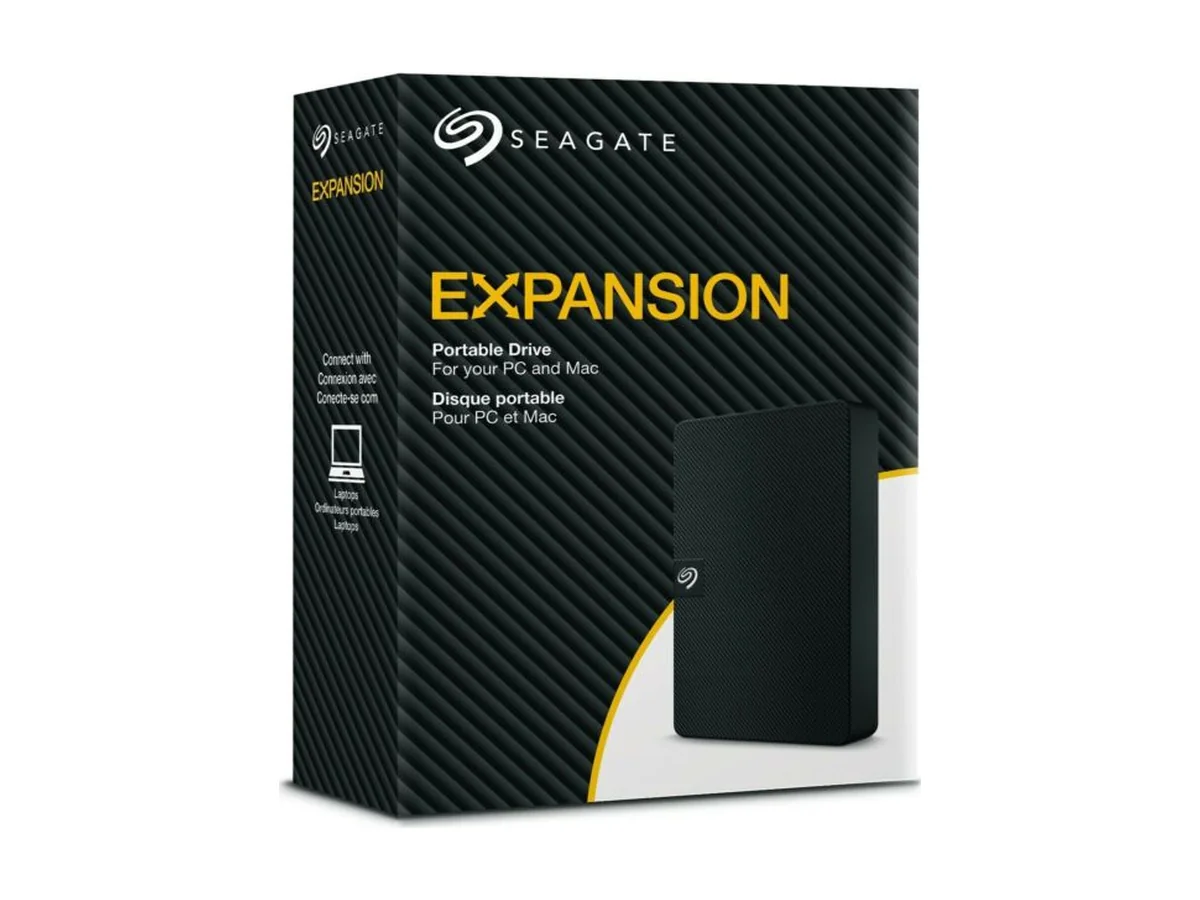 SEAGATE
EXPANSION
Connect with
Connexion avec
Conecte-se com
Laptops
Ordinateurs portables
Laptops
SEAGATE
EXPANSION
Portable Drive
For your PC and Mac
Disque portable
Pour PC et Mac